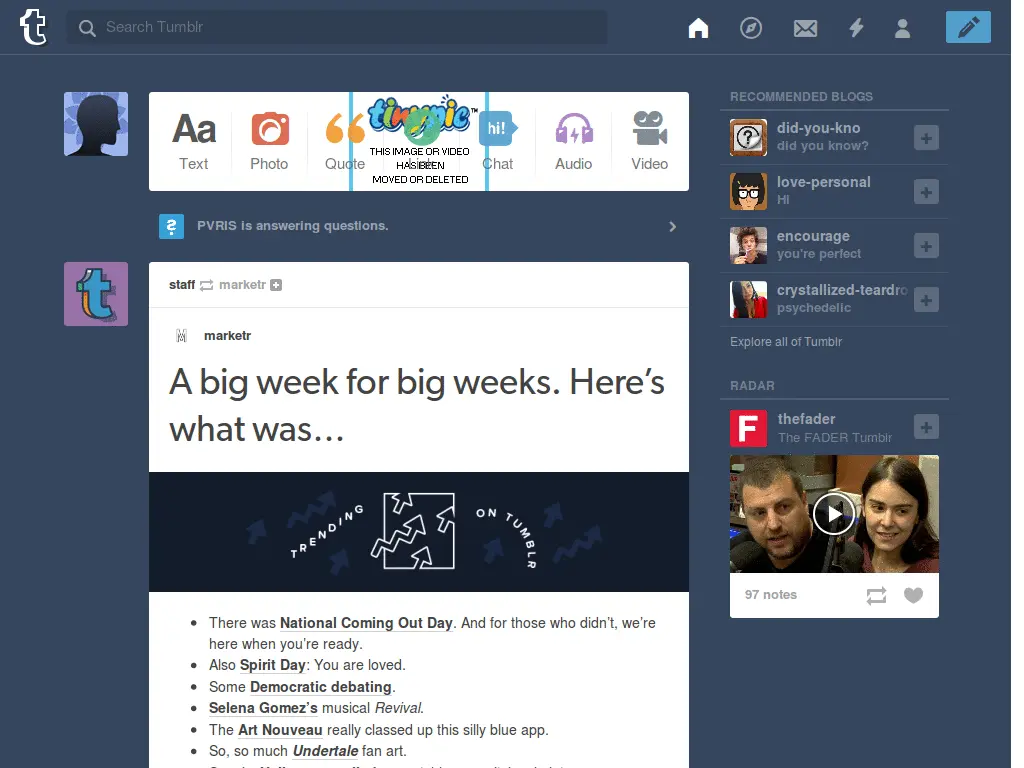 Search Tumblr
Aa
hi!
Text
Photo
Quote
Chat
Audio
Video
tinypic™
THIS IMAGE OR VIDEO
HAS BEEN
MOVED OR DELETED
? PVRIS is answering questions.
staff marketr
marketr
A big week for big weeks. Here’s
what was...
TRENDING ON TUMBLR
• There was National Coming Out Day. And for those who didn’t, we’re
here when you’re ready.
• Also Spirit Day: You are loved.
• Some Democratic debating.
• Selena Gomez’s musical Revival.
• The Art Nouveau really classed up this silly blue app.
• So, so much Undertale fan art.
RECOMMENDED BLOGS
did-you-kno
did you know?
love-personal
HI
encourage
you're perfect
crystallized-teardro
psychedelic
Explore all of Tumblr
RADAR
F thefader
The FADER Tumblr
97 notes